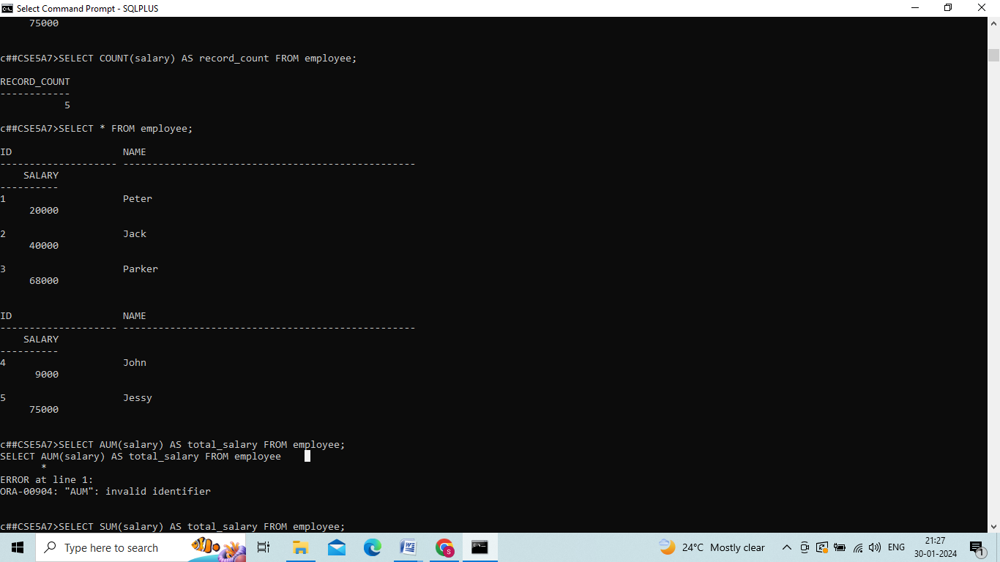 Select Command Prompt - SQLPLUS
75000
c##CSE5A7>SELECT COUNT(salary) AS record_count FROM employee;
RECORD_COUNT
------------
5
c##CSE5A7>SELECT * FROM employee;
ID NAME
-------------------- --------------------------------------------------
SALARY
----------
1 Peter
20000
2 Jack
40000
3 Parker
68000
ID NAME
-------------------- --------------------------------------------------
SALARY
----------
4 John
9000
5 Jessy
75000
c##CSE5A7>SELECT AUM(salary) AS total_salary FROM employee;
SELECT AUM(salary) AS total_salary FROM employee
*
ERROR at line 1:
ORA-00904: "AUM": invalid identifier
c##CSE5A7>SELECT SUM(salary) AS total_salary FROM employee;
Type here to search
24°C Mostly clear
ENG
21:27
30-01-2024
1